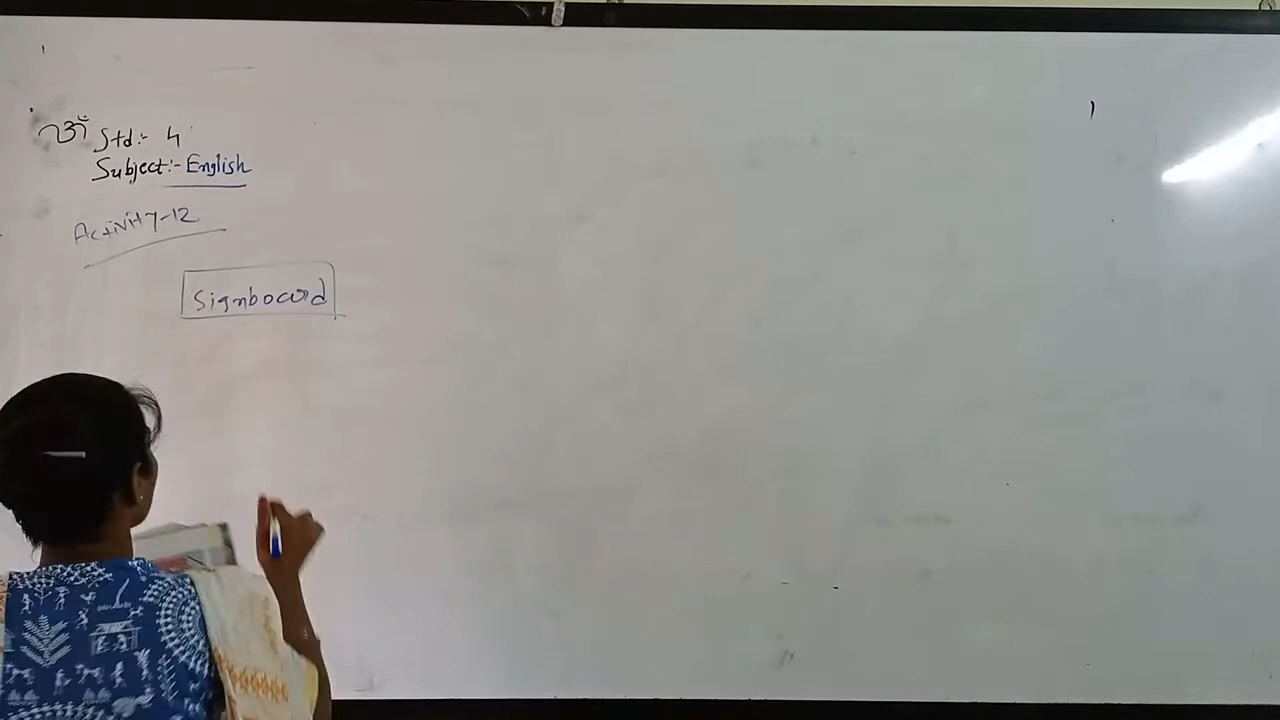 ૐ Std:- 4
Subject:- English
Activity-12
Signboard